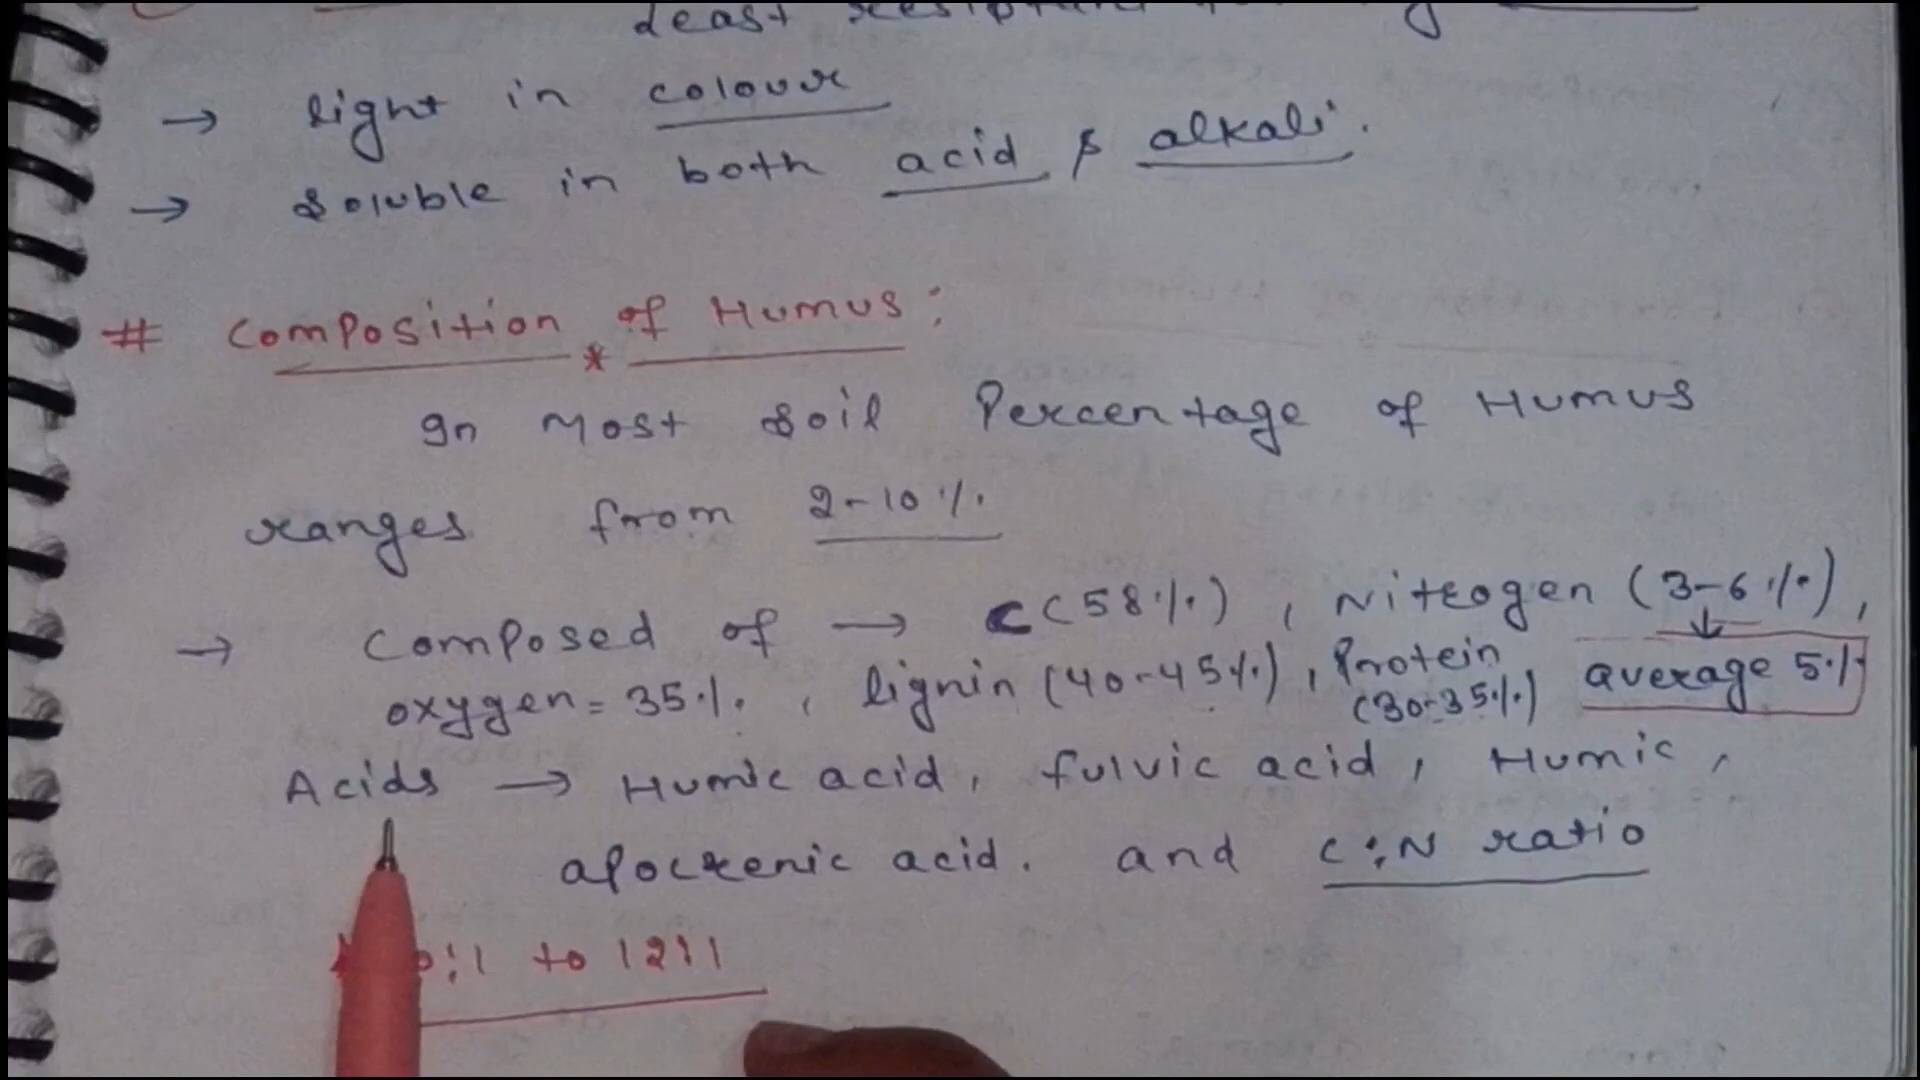 least
→ light in colour
→ soluble in both acid & alkali.
# Composition of Humus:
*
In Most soil Percentage of Humus
ranges from 2-10%.
→ Composed of → C (58%), Nitrogen (3-6%),
↓
oxygen = 35%, lignin (40-45%), Protein (30-35%) average 5%
Acids → Humic acid, fulvic acid, Humic,
apocrenic acid. and C:N ratio
:1 to 12:1